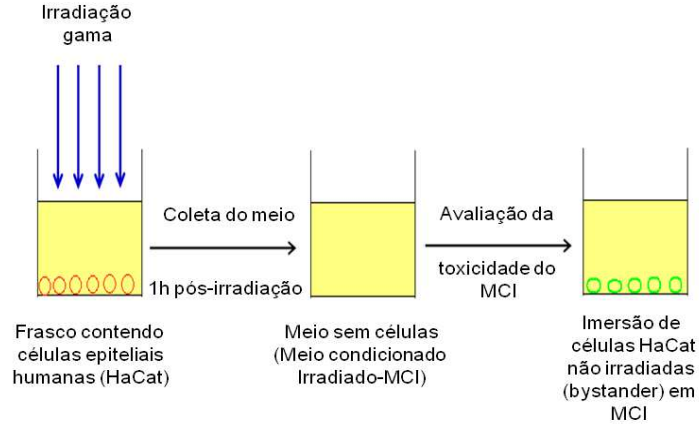 Irradiação
gama
Coleta do meio
1h pós-irradiação
Avaliação da
toxicidade do
MCI
Frasco contendo
células epiteliais
humanas (HaCat)
Meio sem células
(Meio condicionado
Irradiado-MCI)
Imersão de
células HaCat
não irradiadas
(bystander) em
MCI